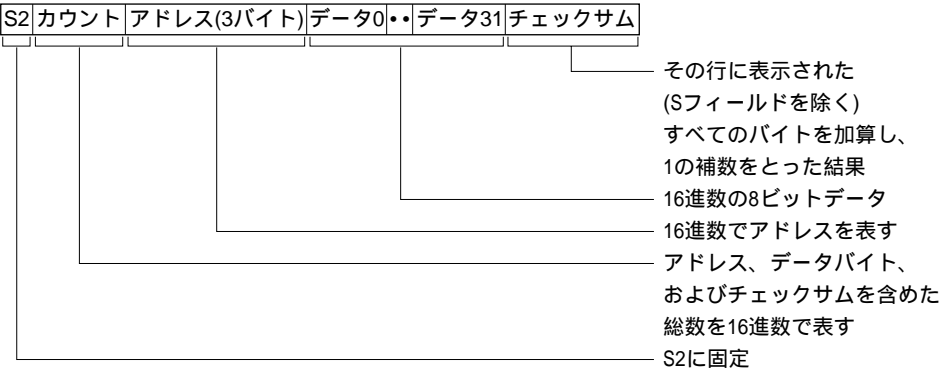 S2カウントアドレス(3バイト)データ0••データ31チェックサム
その行に表示された
(Sフィールドを除く)
すべてのバイトを加算し、
1の補数をとった結果
16進数の8ビットデータ
16進数でアドレスを表す
アドレス、データバイト、
およびチェックサムを含めた
総数を16進数で表す
S2に固定